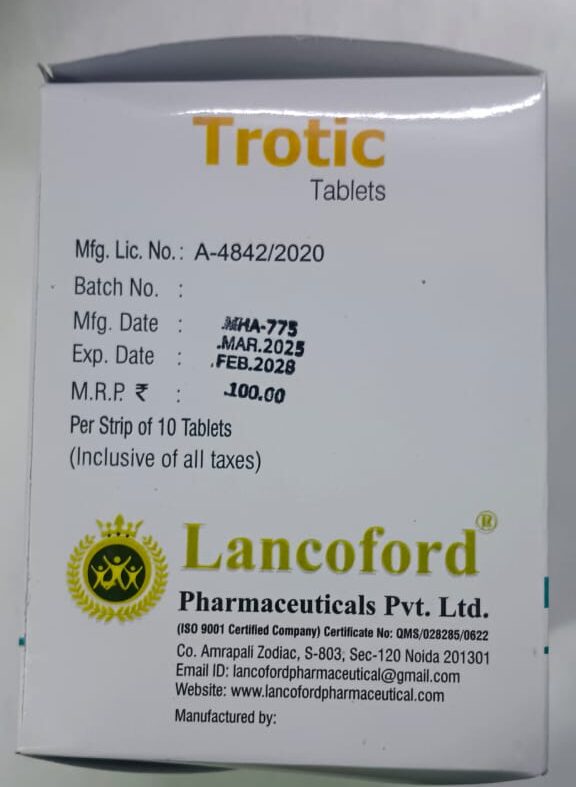 Trotic
Tablets
Mfg. Lic. No.: A-4842/2020
Batch No. :
Mfg. Date : MHA-775
.MAR.2025
Exp. Date : .FEB.2028
M.R.P. ₹ : .100.00
Per Strip of 10 Tablets
(Inclusive of all taxes)
Lancoford®
Pharmaceuticals Pvt. Ltd.
(ISO 9001 Certified Company) Certificate No: QMS/028285/0622
Co. Amrapali Zodiac, S-803, Sec-120 Noida 201301
Email ID: lancofordpharmaceutical@gmail.com
Website: www.lancofordpharmaceutical.com
Manufactured by: